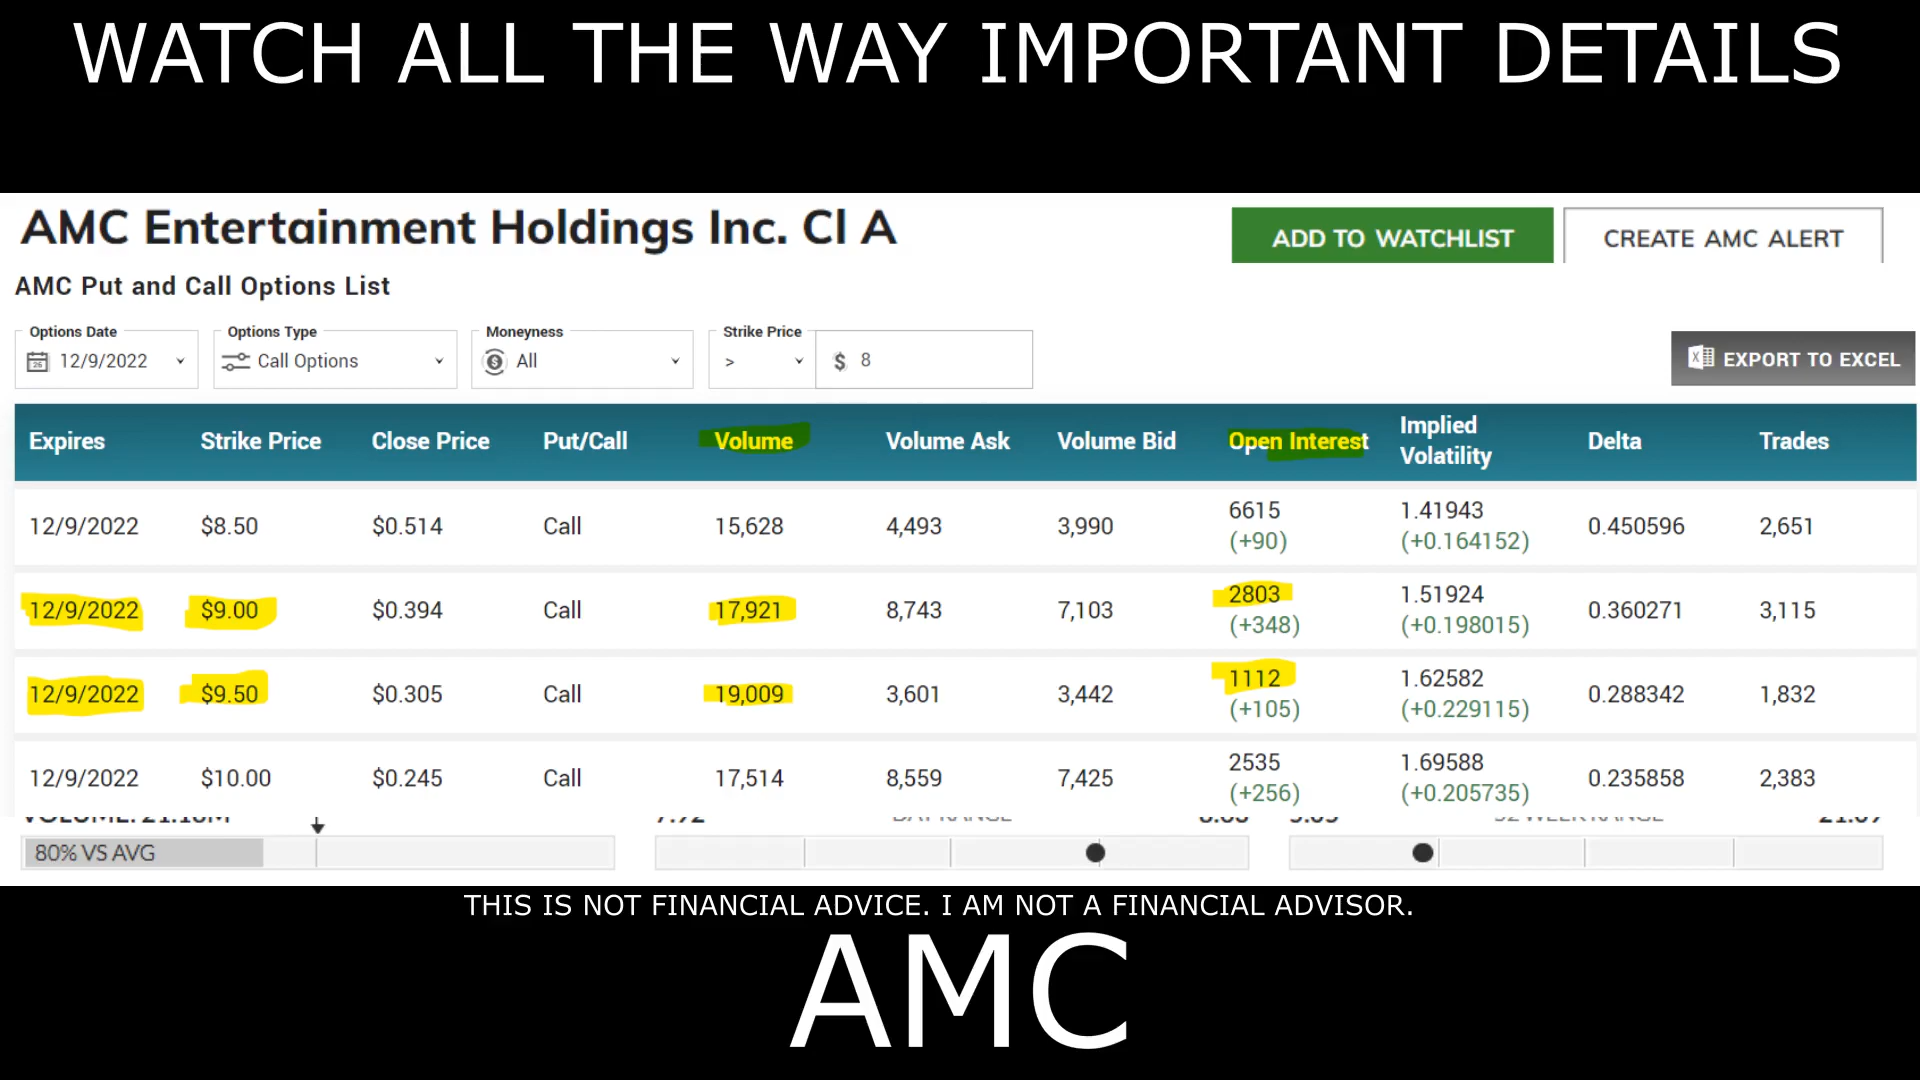 WATCH ALL THE WAY IMPORTANT DETAILS
AMC Entertainment Holdings Inc. Cl A
ADD TO WATCHLIST
CREATE AMC ALERT
AMC Put and Call Options List
Options Date
Options Type
Moneyness
Strike Price
12/9/2022
Call Options
All
>
$ 8
EXPORT TO EXCEL
Expires Strike Price Close Price Put/Call Volume Volume Ask Volume Bid Open Interest Implied Volatility Delta Trades
12/9/2022 $8.50 $0.514 Call 15,628 4,493 3,990 6615 (+90) 1.41943 (+0.164152) 0.450596 2,651
12/9/2022 $9.00 $0.394 Call 17,921 8,743 7,103 2803 (+348) 1.51924 (+0.198015) 0.360271 3,115
12/9/2022 $9.50 $0.305 Call 19,009 3,601 3,442 1112 (+105) 1.62582 (+0.229115) 0.288342 1,832
12/9/2022 $10.00 $0.245 Call 17,514 8,559 7,425 2535 (+256) 1.69588 (+0.205735) 0.235858 2,383
80% VS AVG
THIS IS NOT FINANCIAL ADVICE. I AM NOT A FINANCIAL ADVISOR.
AMC